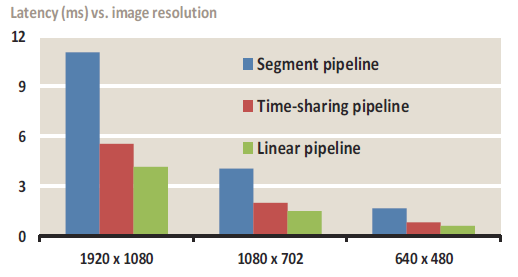 Latency (ms) vs. image resolution
12
9
6
3
0
Segment pipeline
Time-sharing pipeline
Linear pipeline
1920 x 1080
1080 x 702
640 x 480